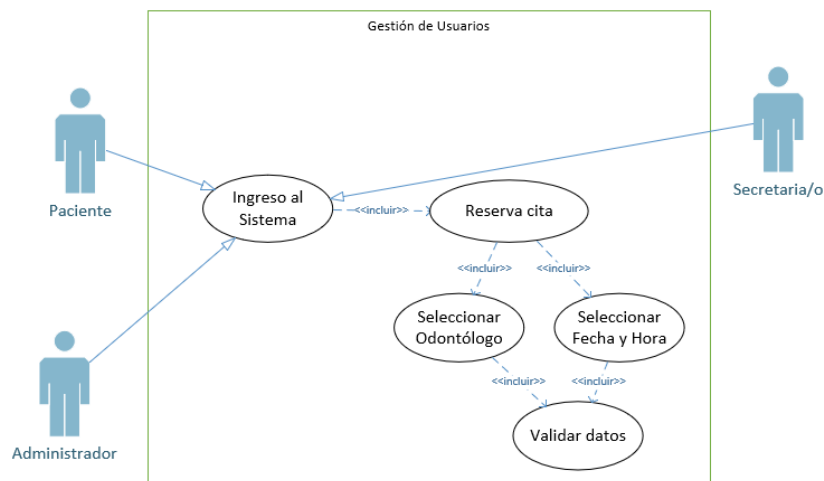 Gestión de Usuarios
Paciente
Secretaria/o
Ingreso al
Sistema
<<incluir>>
Reserva cita
<<incluir>>
<<incluir>>
Seleccionar
Odontólogo
Seleccionar
Fecha y Hora
<<incluir>>
<<incluir>>
Validar datos
Administrador